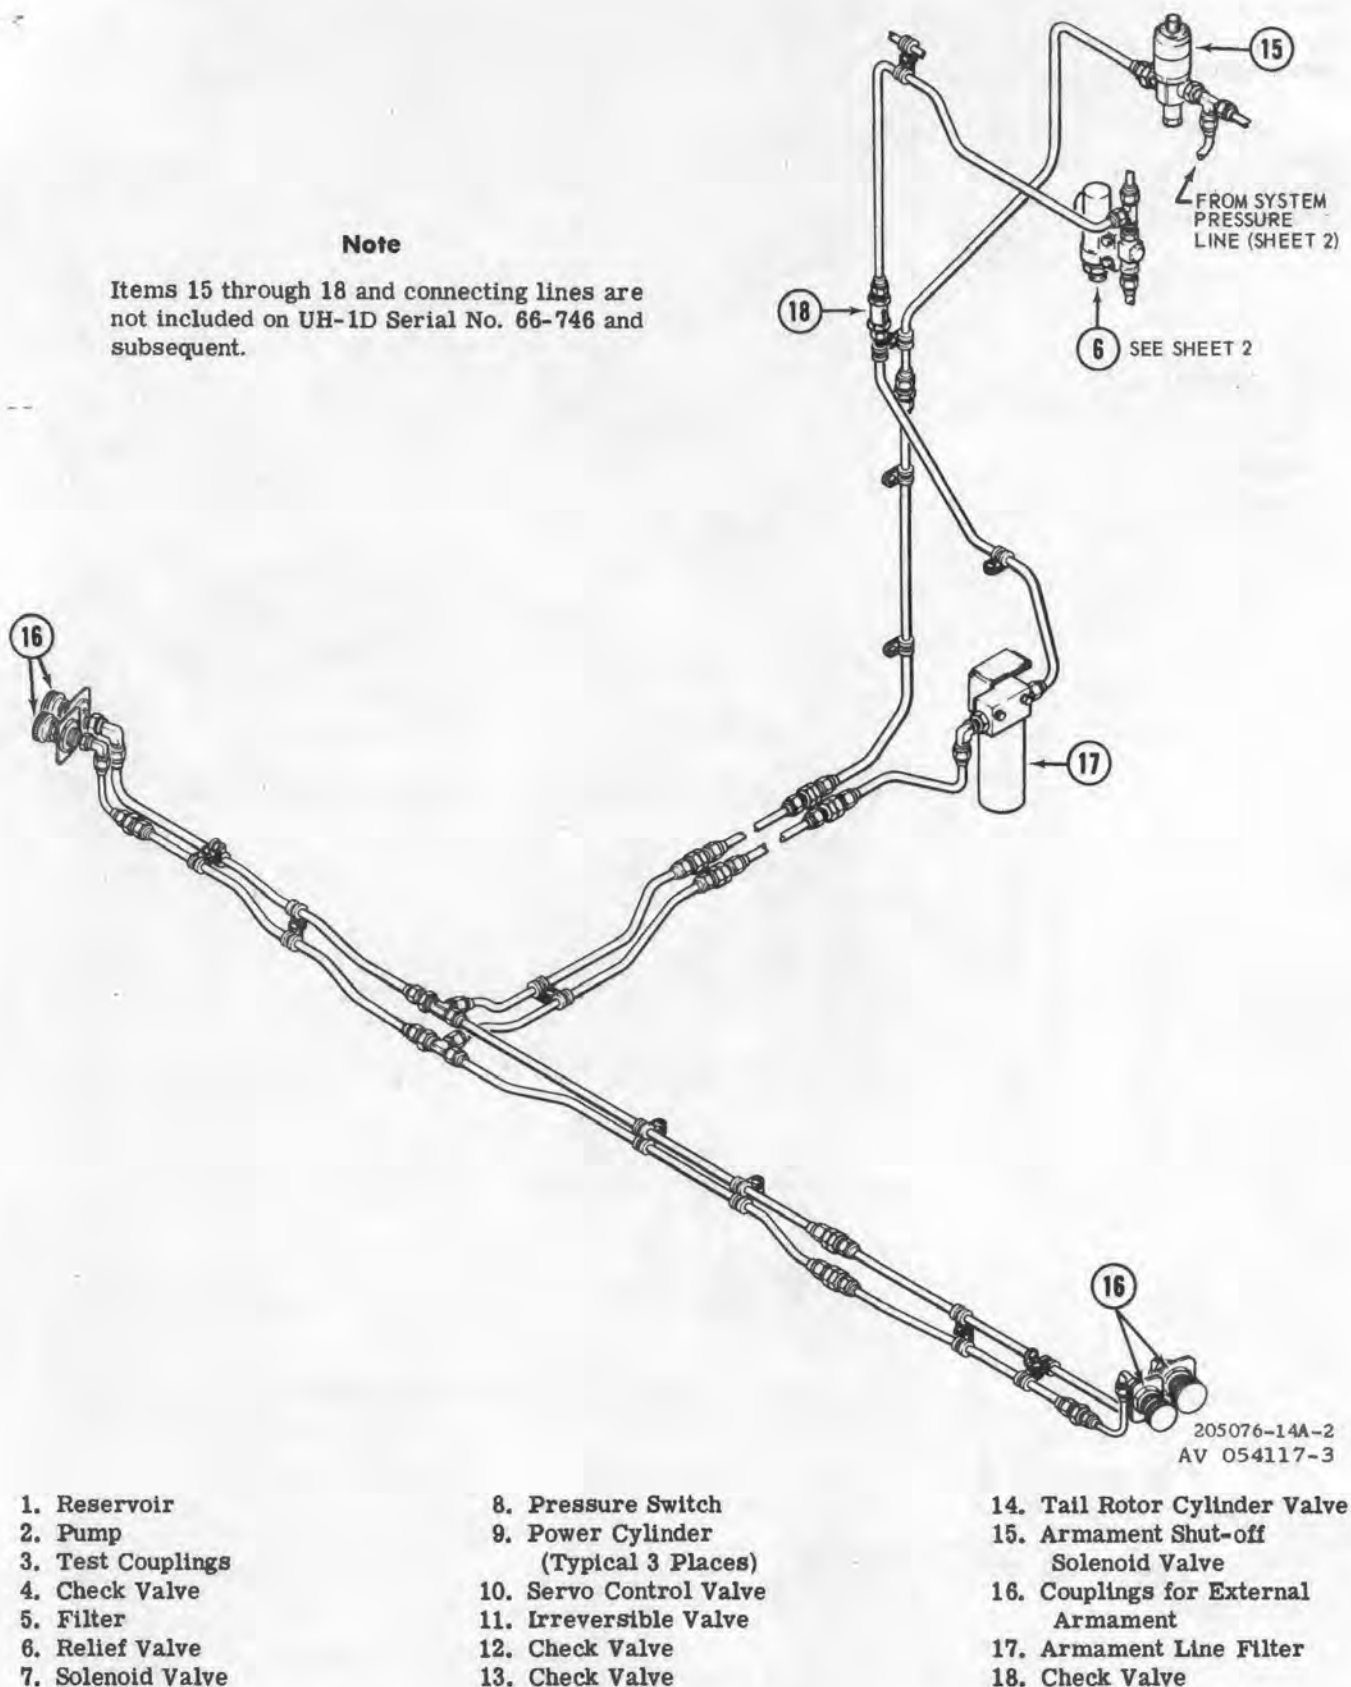 15
FROM SYSTEM
PRESSURE
LINE (SHEET 2)
Note
Items 15 through 18 and connecting lines are
not included on UH-1D Serial No. 66-746 and
subsequent.
18
6 SEE SHEET 2
16
17
16
205076-14A-2
AV 054117-3
1. Reservoir
2. Pump
3. Test Couplings
4. Check Valve
5. Filter
6. Relief Valve
7. Solenoid Valve
8. Pressure Switch
9. Power Cylinder
(Typical 3 Places)
10. Servo Control Valve
11. Irreversible Valve
12. Check Valve
13. Check Valve
14. Tail Rotor Cylinder Valve
15. Armament Shut-off
Solenoid Valve
16. Couplings for External
Armament
17. Armament Line Filter
18. Check Valve